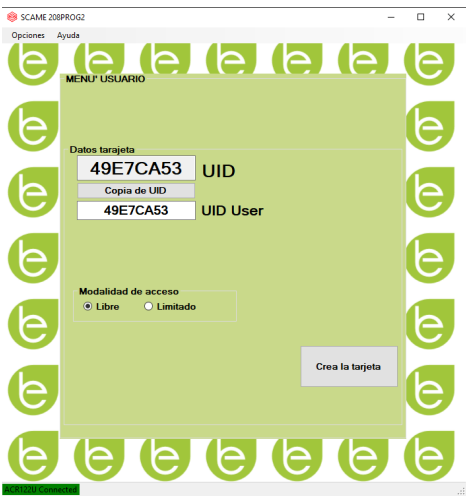 SCAME 208PROG2
Opciones Ayuda
MENU' USUARIO
Datos tarajeta
49E7CA53 UID
Copia de UID
49E7CA53 UID User
Modalidad de acceso
Libre Limitado
Crea la tarjeta
ACR122U Connected